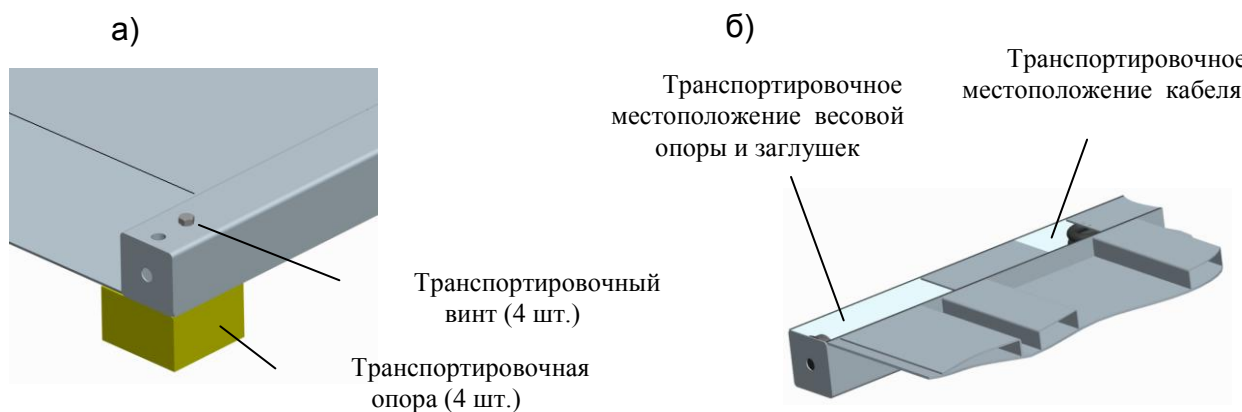 а)
Транспортировочный
винт (4 шт.)
Транспортировочная
опора (4 шт.)
б)
Транспортировочное
местоположение весовой
опоры и заглушек
Транспортировочное
местоположение кабеля